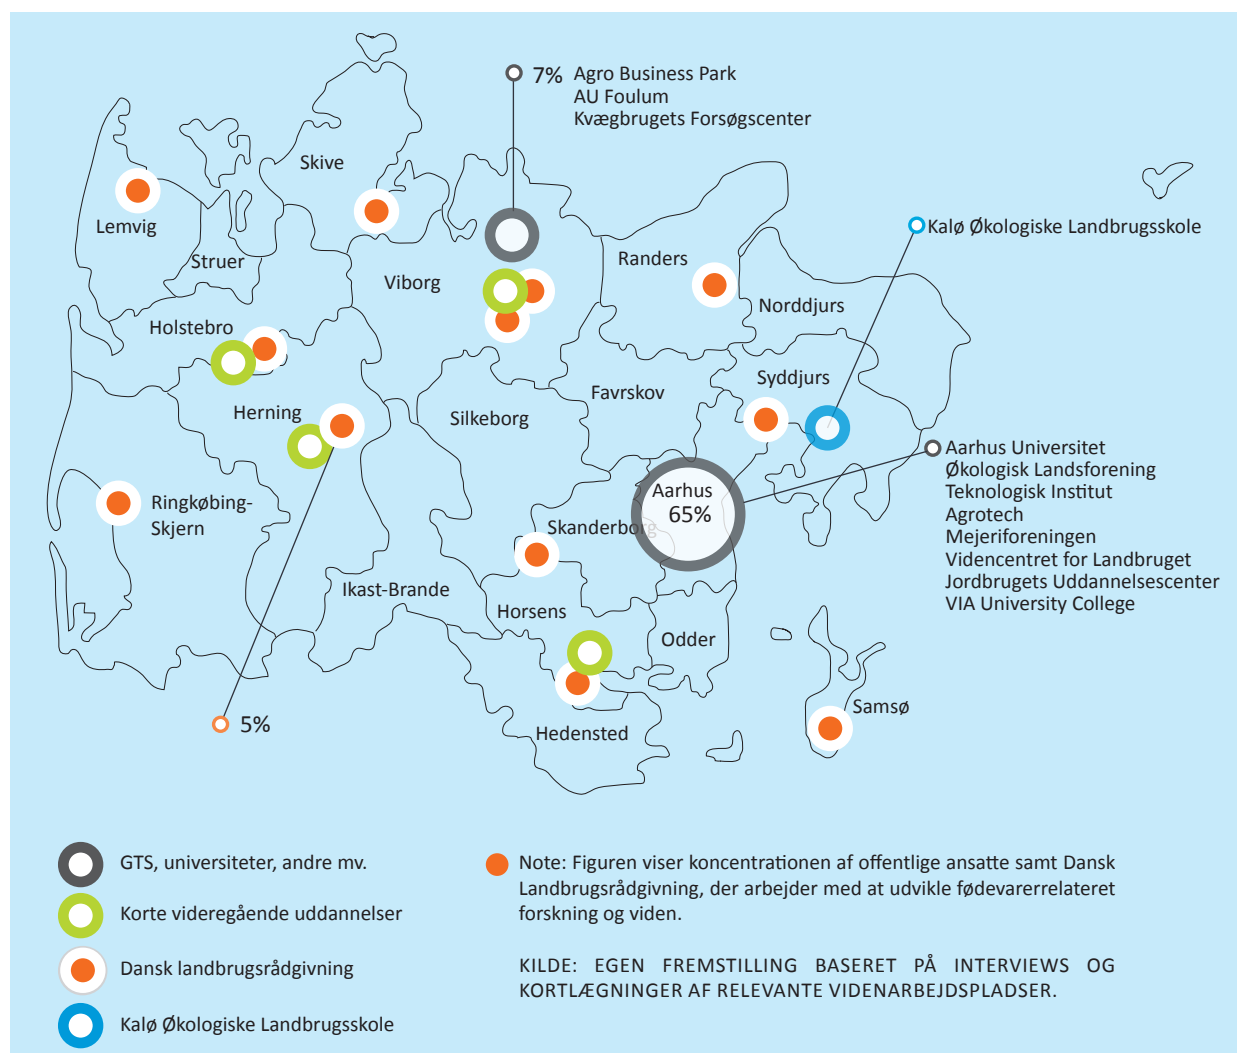 7% Agro Business Park
AU Foulum
Kvægbrugets Forsøgscenter
Skive
Lemvig
Struer
Viborg
Randers
Kalø Økologiske Landbrugsskole
Norddjurs
Holstebro
Syddjurs
Favrskov
Herning
Silkeborg
Aarhus Universitet
Økologisk Landsforening
Teknologisk Institut
Agrotech
Mejeriforeningen
Videncentret for Landbruget
Jordbrugets Uddannelsescenter
VIA University College
Aarhus
65%
Ringkøbing-
Skjern
Skanderborg
Ikast-Brande
Horsens
Odder
Samsø
5%
Hedensted
GTS, universiteter, andre mv.
Korte videregående uddannelser
Dansk landbrugsrådgivning
Kalø Økologiske Landbrugsskole
Note: Figuren viser koncentrationen af offentlige ansatte samt Dansk
Landbrugsrådgivning, der arbejder med at udvikle fødevarerrelateret
forskning og viden.
KILDE: EGEN FREMSTILLING BASERET PÅ INTERVIEWS OG
KORTLÆGNINGER AF RELEVANTE VIDENARBEJDSPLADSER.